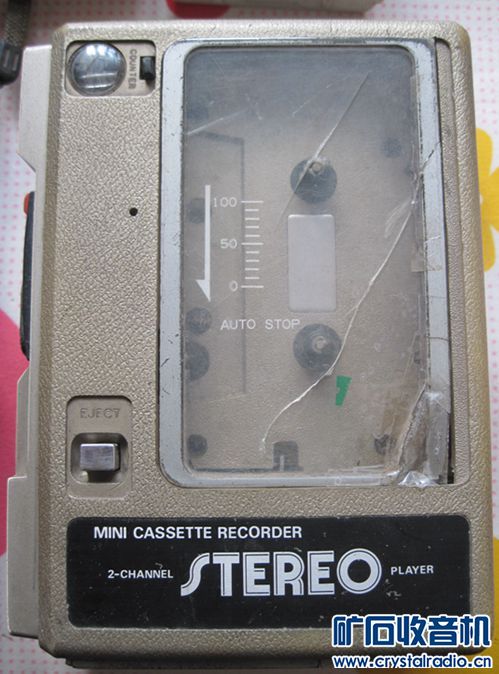 COUNTER
100
50
0
AUTO STOP
EJECT
MINI CASSETTE RECORDER
2-CHANNEL STEREO PLAYER
矿石收音机
www.crystalradio.cn